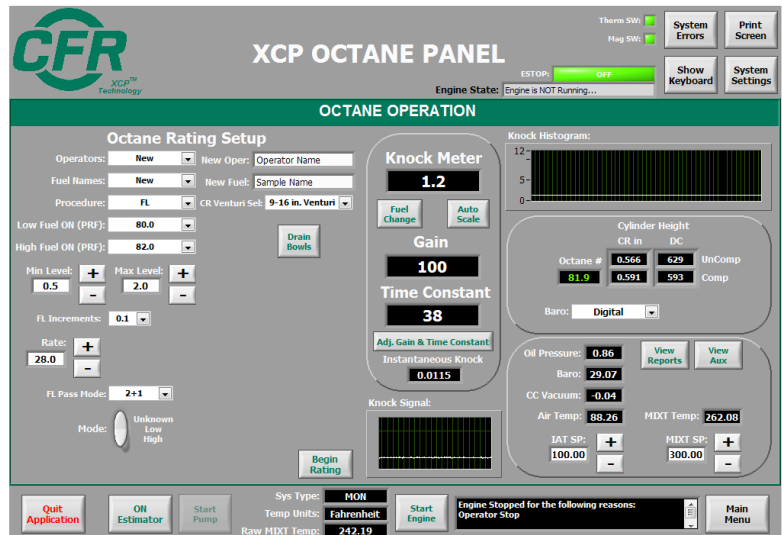 CFR
XCP™
Technology
XCP OCTANE PANEL
Therm SW:
Mag SW:
System Errors
Print Screen
ESTOP: OFF
Engine State: Engine is NOT Running...
Show Keyboard
System Settings
OCTANE OPERATION
Octane Rating Setup
Operators: New New Oper: Operator Name
Fuel Names: New New Fuel: Sample Name
Procedure: FL CR Venturi Sel: 9-16 in. Venturi
Low Fuel ON (PRF): 80.0
High Fuel ON (PRF): 82.0
Drain Bowls
Min Level: + Max Level: +
0.5 - 2.0 -
FL Increments: 0.1
Rate: +
28.0 -
FL Pass Mode: 2+1
Mode: Unknown
Low
High
Begin Rating
Knock Meter
1.2
Fuel Change
Auto Scale
Gain
100
Time Constant
38
Adj. Gain & Time Constant
Instantaneous Knock
0.0115
Knock Signal:
Knock Histogram:
12-
5-
0-
Cylinder Height
CR in DC
Octane # 0.566 629 UnComp
81.9 0.591 593 Comp
Baro: Digital
Oil Pressure: 0.86
View Reports
View Aux
Baro: 29.07
CC Vacuum: -0.04
Air Temp: 88.26 MIXT Temp: 262.08
IAT SP: + MIXT SP: +
100.00 - 300.00 -
Quit Application
ON Estimator
Start Pump
Sys Type: MON
Temp Units: Fahrenheit
Raw MIXT Temp: 242.19
Start Engine
Engine Stopped for the following reasons:
Operator Stop
Main Menu